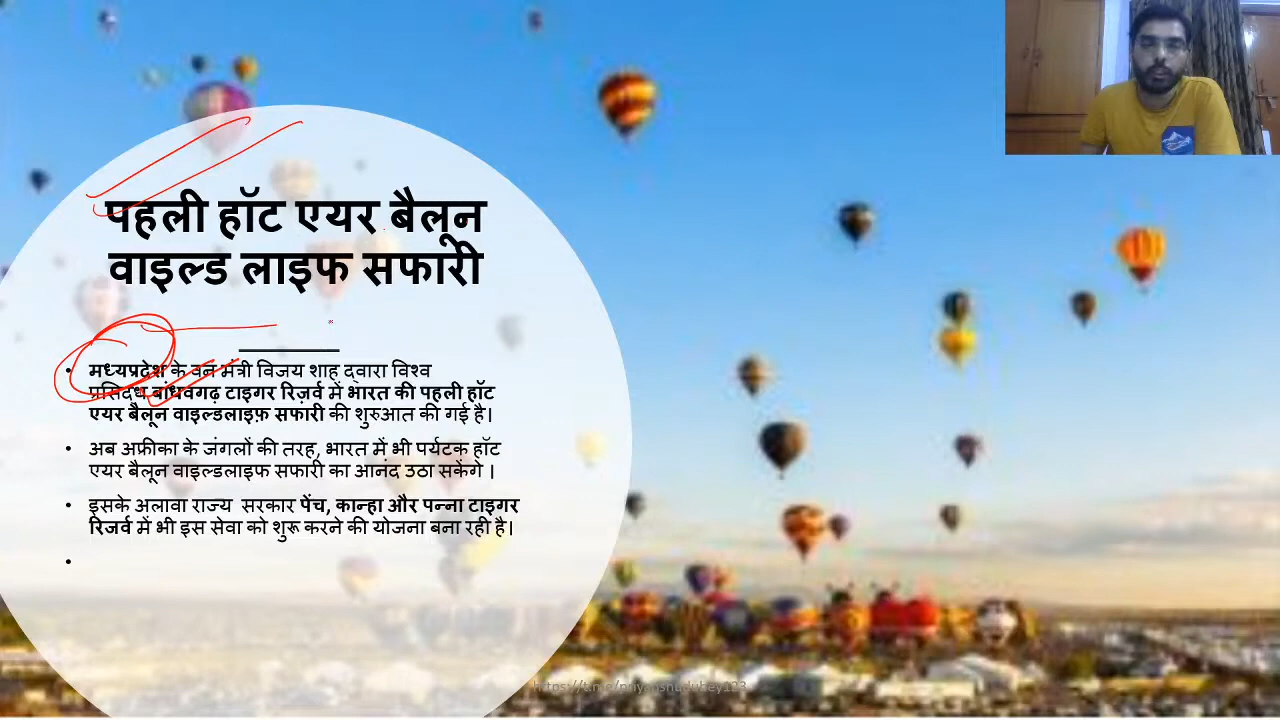 पहली हॉट एयर बैलून
वाइल्ड लाइफ सफारी
• मध्यप्रदेश के वन मंत्री विजय शाह द्वारा विश्व
प्रसिद्ध बांधवगढ़ टाइगर रिज़र्व में भारत की पहली हॉट
एयर बैलून वाइल्डलाइफ़ सफारी की शुरुआत की गई है।
• अब अफ्रीका के जंगलों की तरह, भारत में भी पर्यटक हॉट
एयर बैलून वाइल्डलाइफ सफारी का आनंद उठा सकेंगे ।
• इसके अलावा राज्य सरकार पेंच, कान्हा और पन्ना टाइगर
रिजर्व में भी इस सेवा को शुरू करने की योजना बना रही है।
•